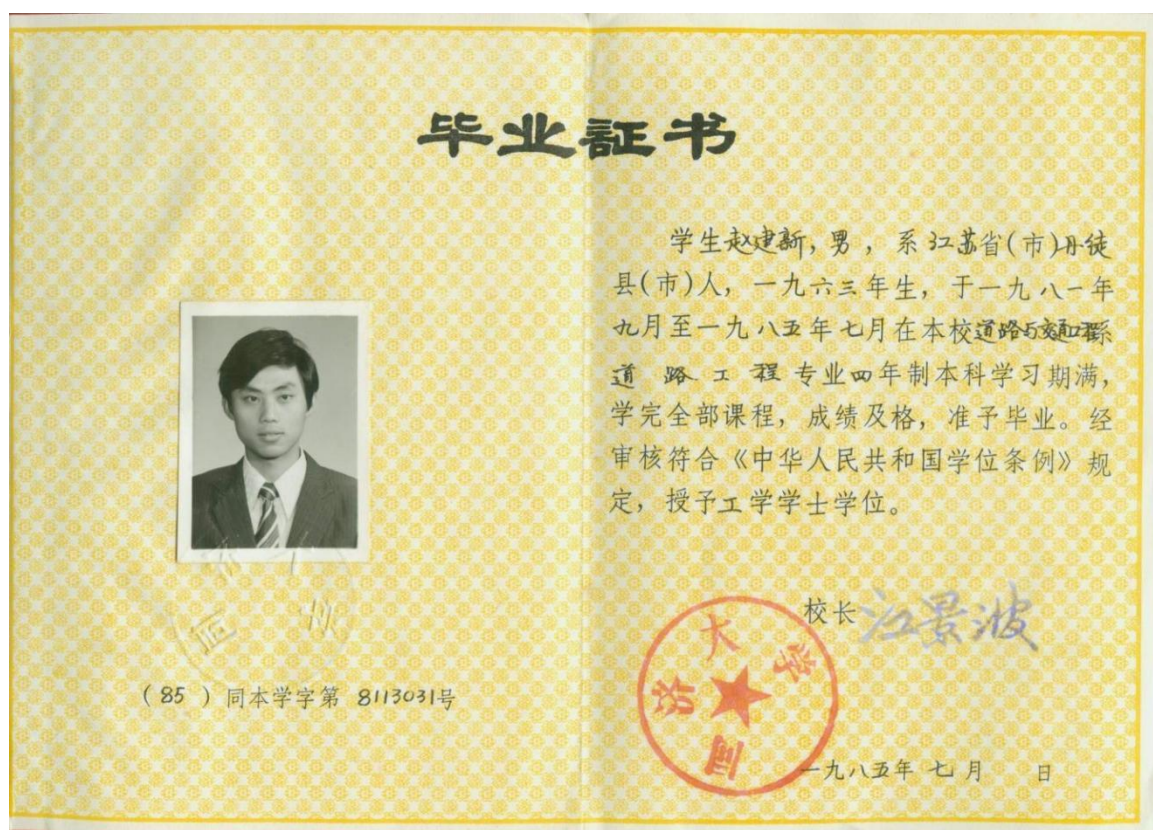 毕业証书
学生赵建新，男，系江苏省(市)丹徒
县(市)人，一九六三年生，于一九八一年
九月至一九八五年七月在本校道路与交通工程系
道路工程专业四年制本科学习期满，
学完全部课程，成绩及格，准予毕业。经
审核符合《中华人民共和国学位条例》规
定，授予工学学士学位。
校长 江景波
同济大学
一九八五年七月 日
(85)同本学字第 8113031号